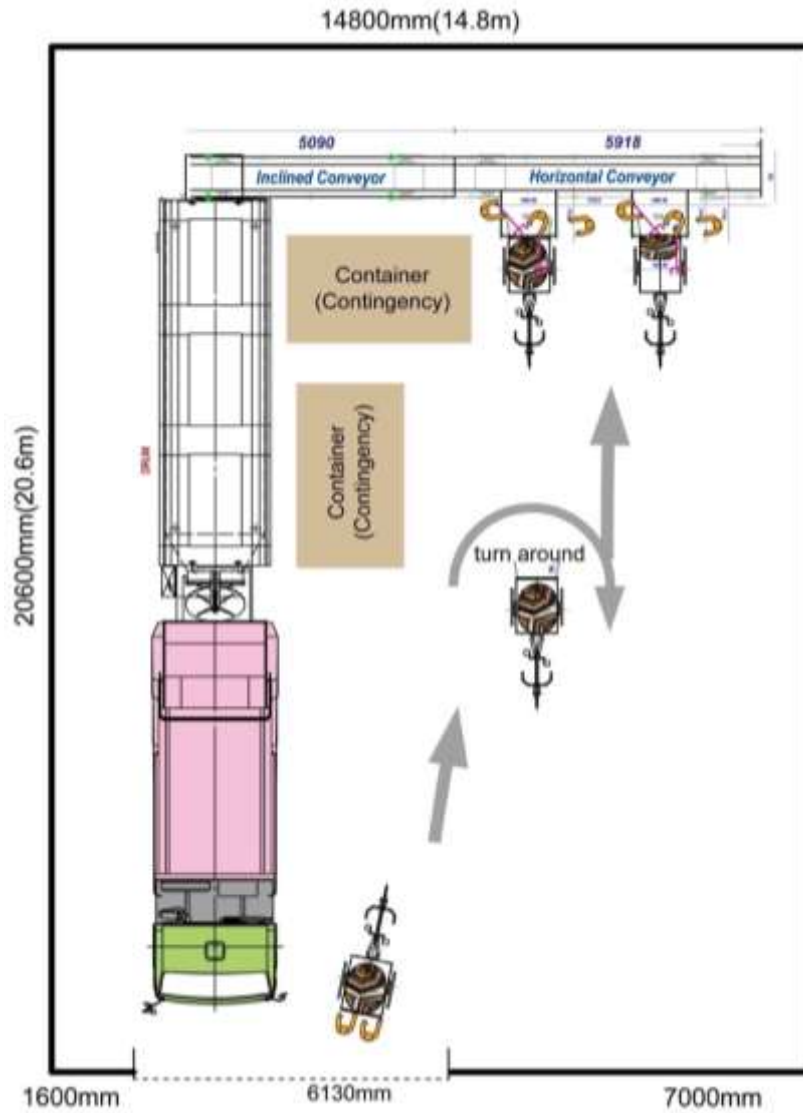 14800mm(14.8m)
5090
5918
Inclined Conveyor
Horizontal Conveyor
Container
(Contingency)
Container
(Contingency)
20600mm(20.6m)
turn around
1600mm
6130mm
7000mm